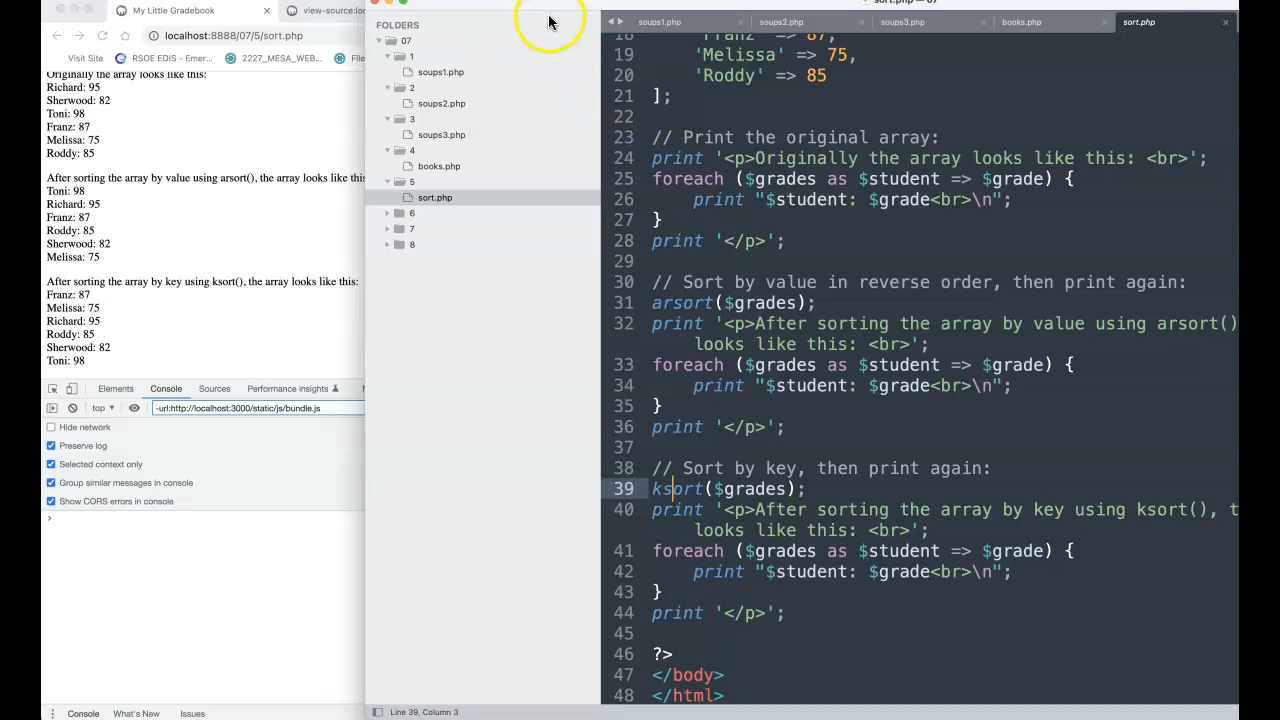 My Little Gradebook
view-source:loc
localhost:8888/07/5/sort.php
Visit Site
RSOE EDIS - Emer...
2227_MESA_WEB...
File
Originally the array looks like this:
Richard: 95
Sherwood: 82
Toni: 98
Franz: 87
Melissa: 75
Roddy: 85
After sorting the array by value using arsort(), the array looks like this
Toni: 98
Richard: 95
Franz: 87
Roddy: 85
Sherwood: 82
Melissa: 75
After sorting the array by key using ksort(), the array looks like this:
Franz: 87
Melissa: 75
Richard: 95
Roddy: 85
Sherwood: 82
Toni: 98
Elements
Console
Sources
Performance insights
top
-url:http://localhost:3000/static/js/bundle.js
Hide network
Preserve log
Selected context only
Group similar messages in console
Show CORS errors in console
Console
What's New
Issues
sort.php — 07
FOLDERS
07
1
soups1.php
2
soups2.php
3
soups3.php
4
books.php
5
sort.php
6
7
8
soups1.php
soups2.php
soups3.php
books.php
sort.php
18 'Franz' => 87,
19 'Melissa' => 75,
20 'Roddy' => 85
21 ];
22
23 // Print the original array:
24 print '<p>Originally the array looks like this: <br>';
25 foreach ($grades as $student => $grade) {
26 print "$student: $grade<br>\n";
27 }
28 print '</p>';
29
30 // Sort by value in reverse order, then print again:
31 arsort($grades);
32 print '<p>After sorting the array by value using arsort()
looks like this: <br>';
33 foreach ($grades as $student => $grade) {
34 print "$student: $grade<br>\n";
35 }
36 print '</p>';
37
38 // Sort by key, then print again:
39 ksort($grades);
40 print '<p>After sorting the array by key using ksort(), t
looks like this: <br>';
41 foreach ($grades as $student => $grade) {
42 print "$student: $grade<br>\n";
43 }
44 print '</p>';
45
46 ?>
47 </body>
48 </html>
Line 39, Column 3